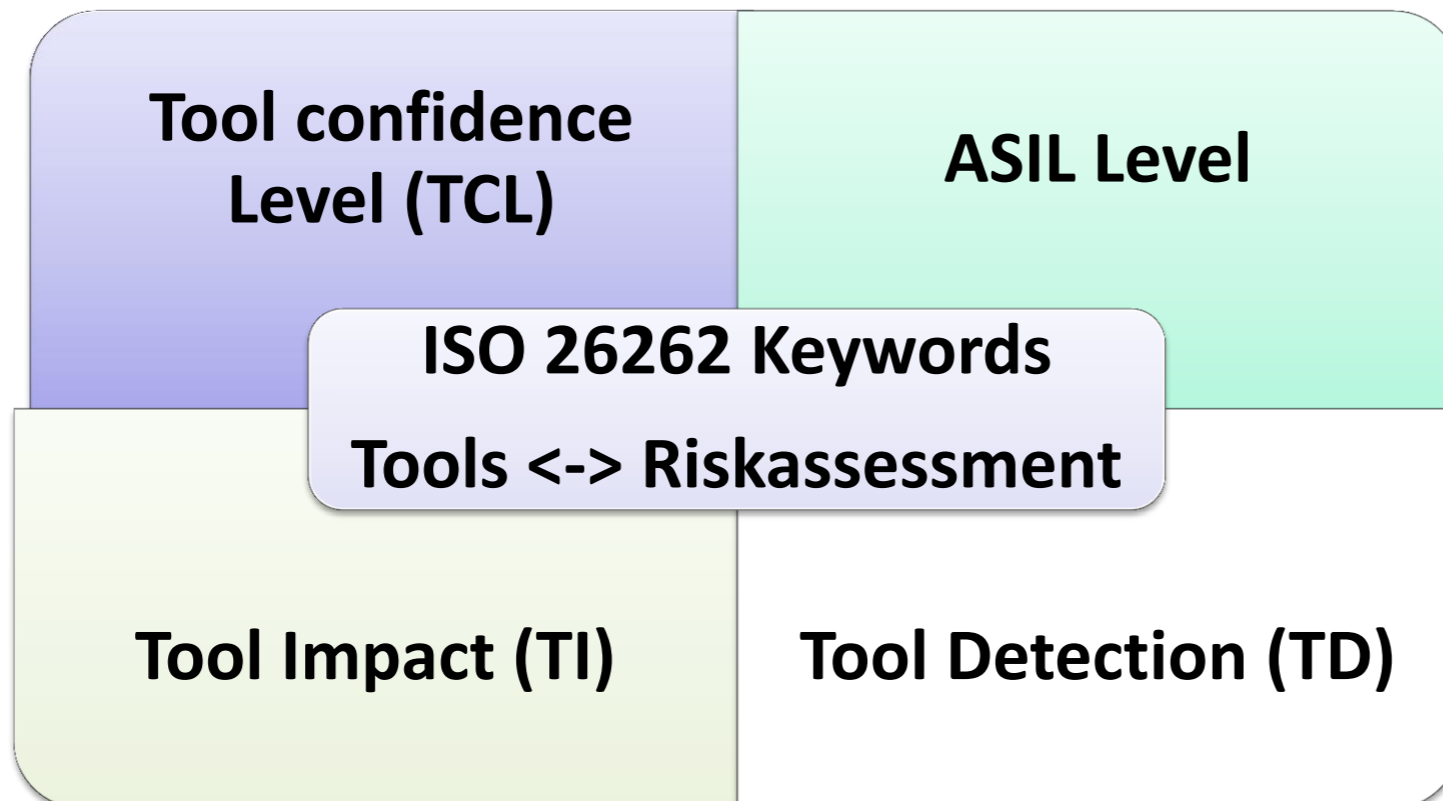 Tool confidence
Level (TCL)
ASIL Level
ISO 26262 Keywords
Tools <-> Riskassessment
Tool Impact (TI)
Tool Detection (TD)